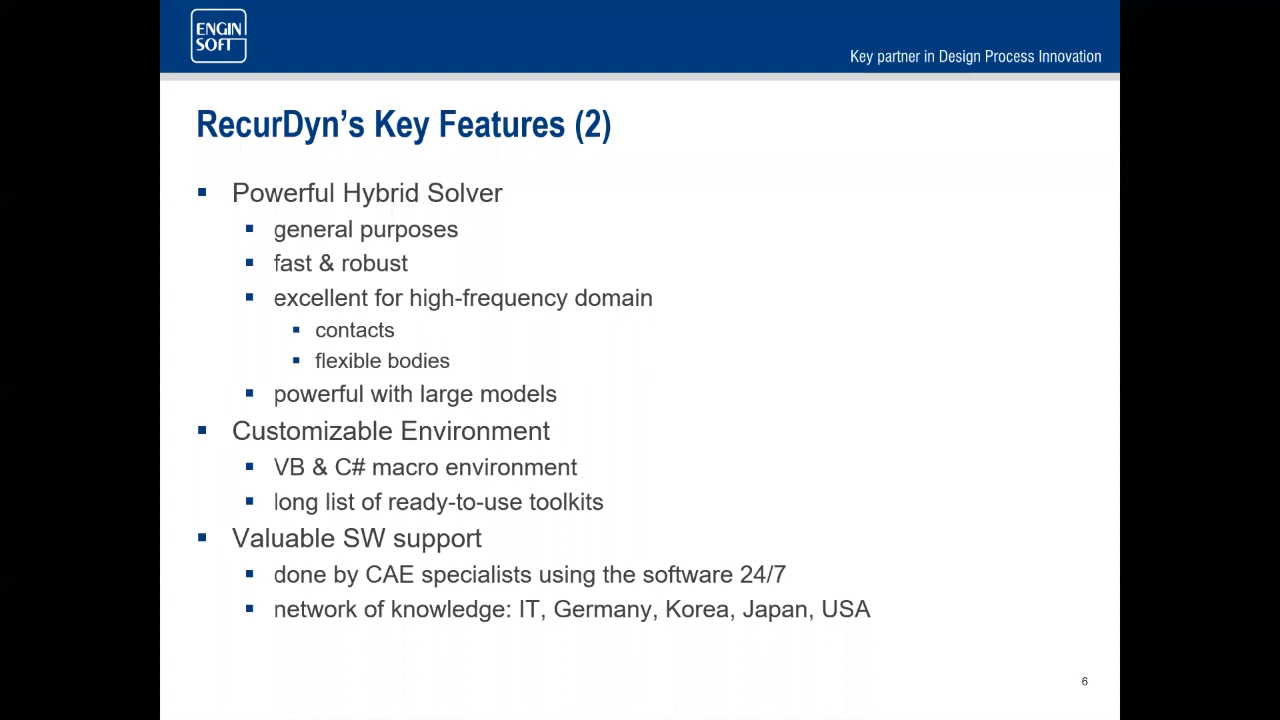 ENGIN
SOFT
Key partner in Design Process Innovation
RecurDyn's Key Features (2)
Powerful Hybrid Solver
general purposes
fast & robust
excellent for high-frequency domain
contacts
flexible bodies
powerful with large models
Customizable Environment
VB & C# macro environment
long list of ready-to-use toolkits
Valuable SW support
done by CAE specialists using the software 24/7
network of knowledge: IT, Germany, Korea, Japan, USA
6